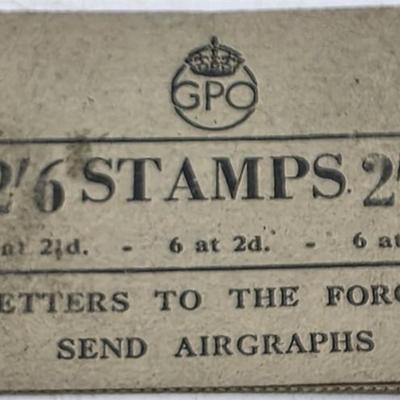 GPO
2'6 STAMPS. 2'
at 2½d. - 6 at 2d. - 6 at
ETTERS TO THE FORC
SEND AIRGRAPHS